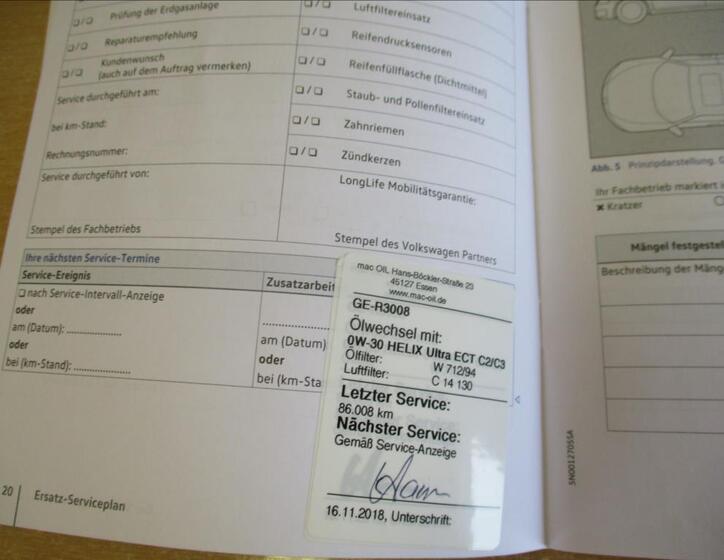 ❏/❏ Prüfung der Erdgasanlage
❏/❏ Reparaturempfehlung
❏/❏ Kundenwunsch
(auch auf dem Auftrag vermerken)
Service durchgeführt am:
bei km-Stand:
Rechnungsnummer:
Service durchgeführt von:
Stempel des Fachbetriebs
❏/❏ Luftfiltereinsatz
❏/❏ Reifendrucksensoren
❏/❏ Reifenfüllflasche (Dichtmittel)
❏/❏ Staub- und Pollenfiltereinsatz
❏/❏ Zahnriemen
❏/❏ Zündkerzen
LongLife Mobilitätsgarantie:
Stempel des Volkswagen Partners
Ihre nächsten Service-Termine
Service-Ereignis
❏ nach Service-Intervall-Anzeige
oder
am (Datum): ....................
oder
bei (km-Stand): ....................
Zusatzarbeit
....................
am (Datum)
oder
bei (km-Sta
mac OIL Hans-Böckler-Straße 23
45127 Essen
www.mac-oil.de
GE-R3008
Ölwechsel mit:
0W-30 HELIX Ultra ECT C2/C3
Ölfilter: W 712/94
Luftfilter: C 14 130
Letzter Service:
86.008 km
Nächster Service:
Gemäß Service-Anzeige
16.11.2018, Unterschrift:
20 Ersatz-Serviceplan
Abb. 5 Prinzipdarstellung,
Ihr Fachbetrieb markiert
✖ Kratzer
Mängel festgestel
Beschreibung der Mäng
5N0012705SA